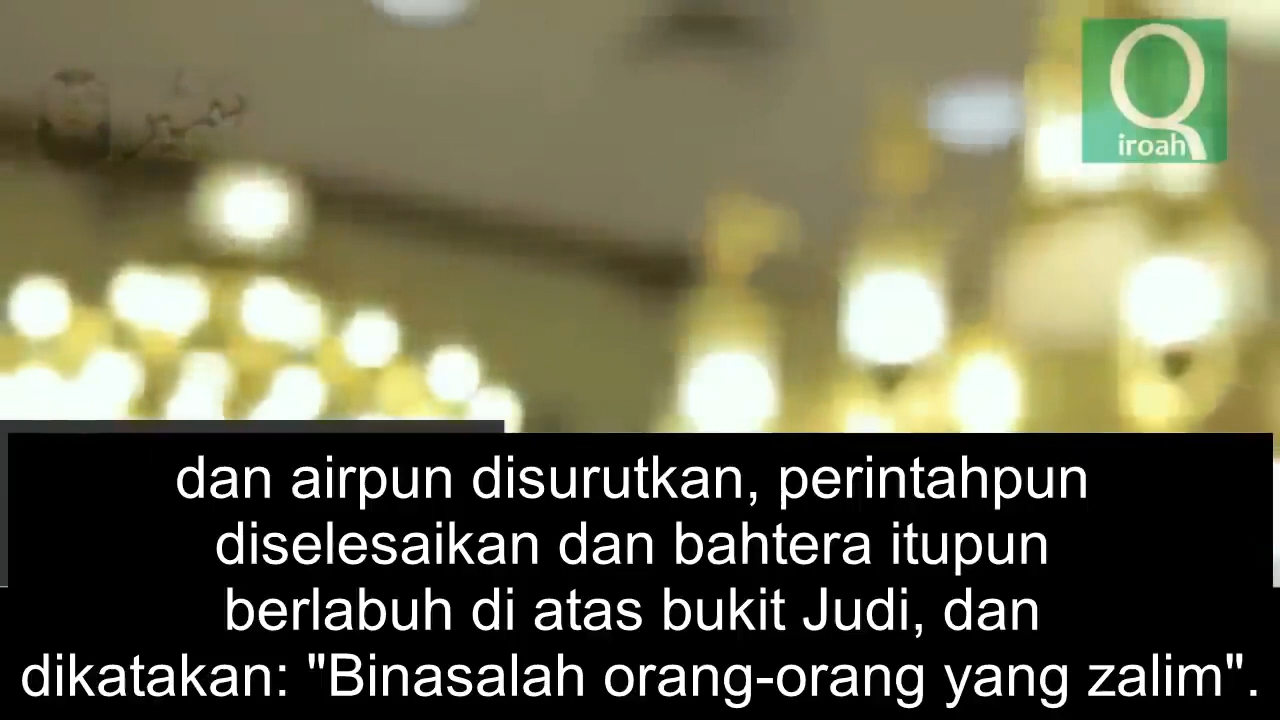 Q
iroah
dan airpun disurutkan, perintahpun
diselesaikan dan bahtera itupun
berlabuh di atas bukit Judi, dan
dikatakan: "Binasalah orang-orang yang zalim".